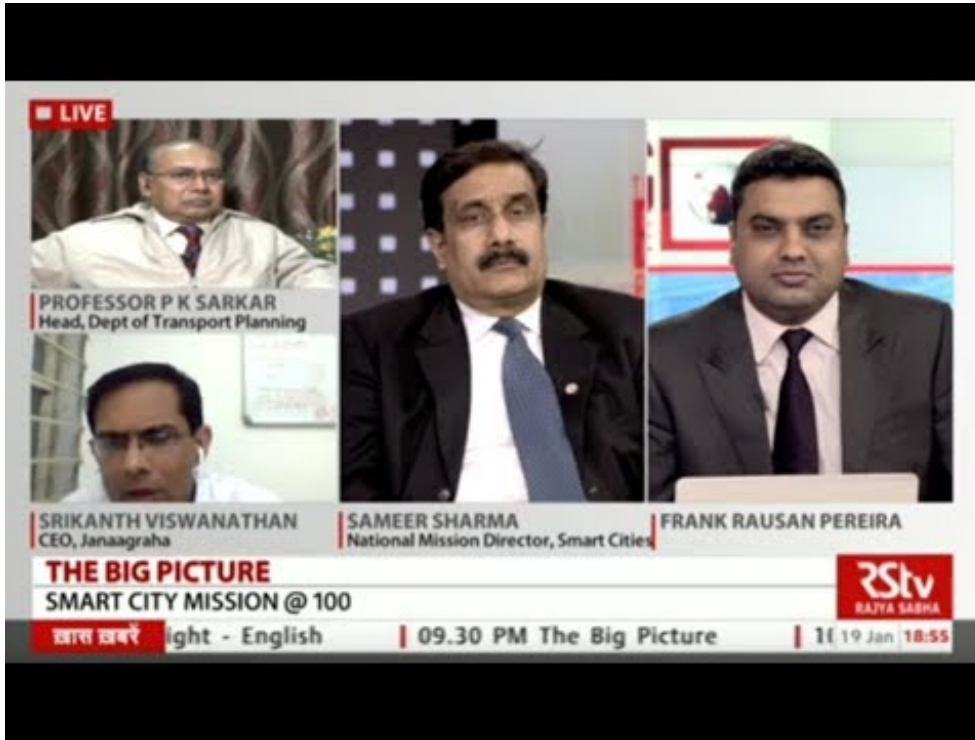 LIVE
PROFESSOR P K SARKAR
Head, Dept of Transport Planning
SRIKANTH VISWANATHAN
CEO, Janaagraha
SAMEER SHARMA
National Mission Director, Smart Cities
FRANK RAUSAN PEREIRA
THE BIG PICTURE
SMART CITY MISSION @ 100
RStv
RAJYA SABHA
ख़ास ख़बरें ight - English | 09.30 PM The Big Picture | 1( 19 Jan 18:55